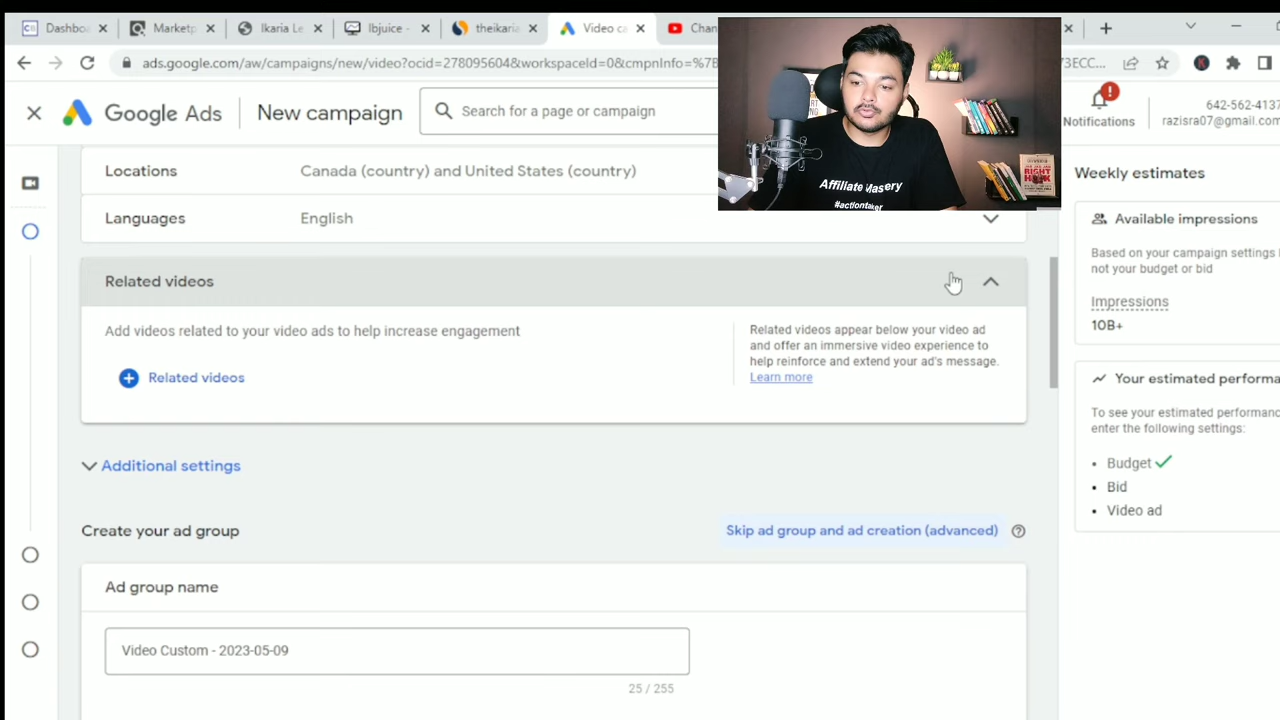 Dashbo
Marketp
Ikaria Le
lbjuice -
theikaria
Video ca
Chan
ads.google.com/aw/campaigns/new/video?ocid=278095604&workspaceId=0&cmpnInfo=%7B
73ECC...
Google Ads
New campaign
Search for a page or campaign
Notifications
642-562-4137
razisra07@gmail.com
Affiliate Mastery
#actiontaker
RIGHT
Locations
Canada (country) and United States (country)
Languages
English
Related videos
Add videos related to your video ads to help increase engagement
Related videos
Related videos appear below your video ad
and offer an immersive video experience to
help reinforce and extend your ad's message.
Learn more
Additional settings
Create your ad group
Skip ad group and ad creation (advanced)
Ad group name
Video Custom - 2023-05-09
25 / 255
Weekly estimates
Available impressions
Based on your campaign settings
not your budget or bid
Impressions
10B+
Your estimated performa
To see your estimated performanc
enter the following settings:
Budget
Bid
Video ad